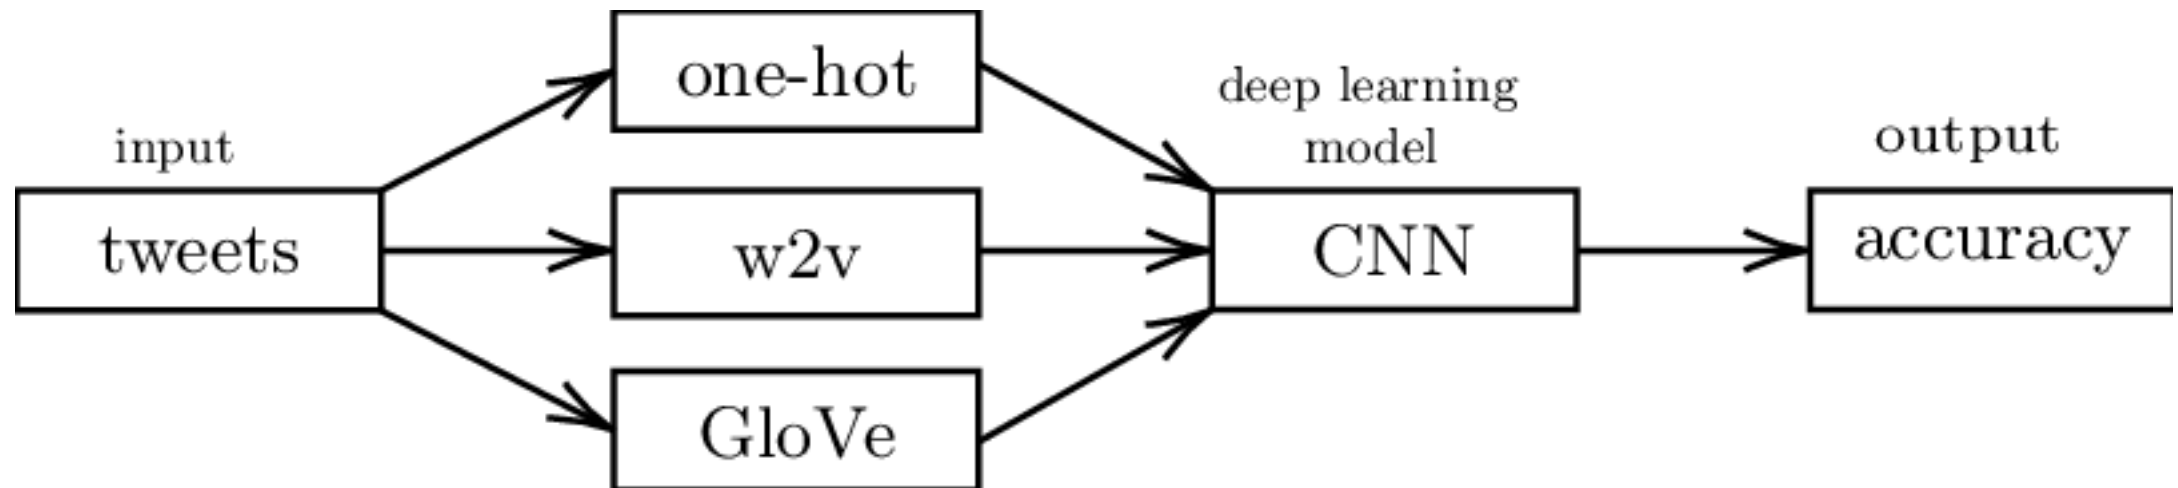 input
tweets
one-hot
w2v
GloVe
deep learning
model
CNN
output
accuracy